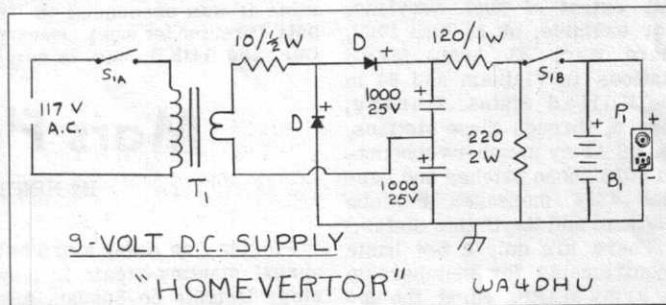 10/½W
D
120/1W
S1A
S1B
117 V
A.C.
1000
25V
D
P1
220
2W
1000
25V
B1
T1
9-VOLT D.C. SUPPLY
"HOMEVERTOR"
WA4DHU